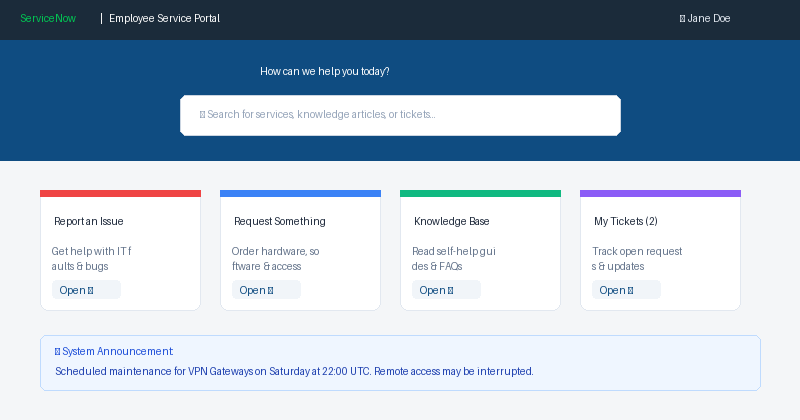 ServiceNow | Employee Service Portal Jane Doe
How can we help you today?
Search for services, knowledge articles, or tickets...
Report an Issue
Get help with IT f
aults & bugs
Open
Request Something
Order hardware, so
ftware & access
Open
Knowledge Base
Read self-help gui
des & FAQs
Open
My Tickets (2)
Track open request
s & updates
Open
System Announcement:
Scheduled maintenance for VPN Gateways on Saturday at 22:00 UTC. Remote access may be interrupted.